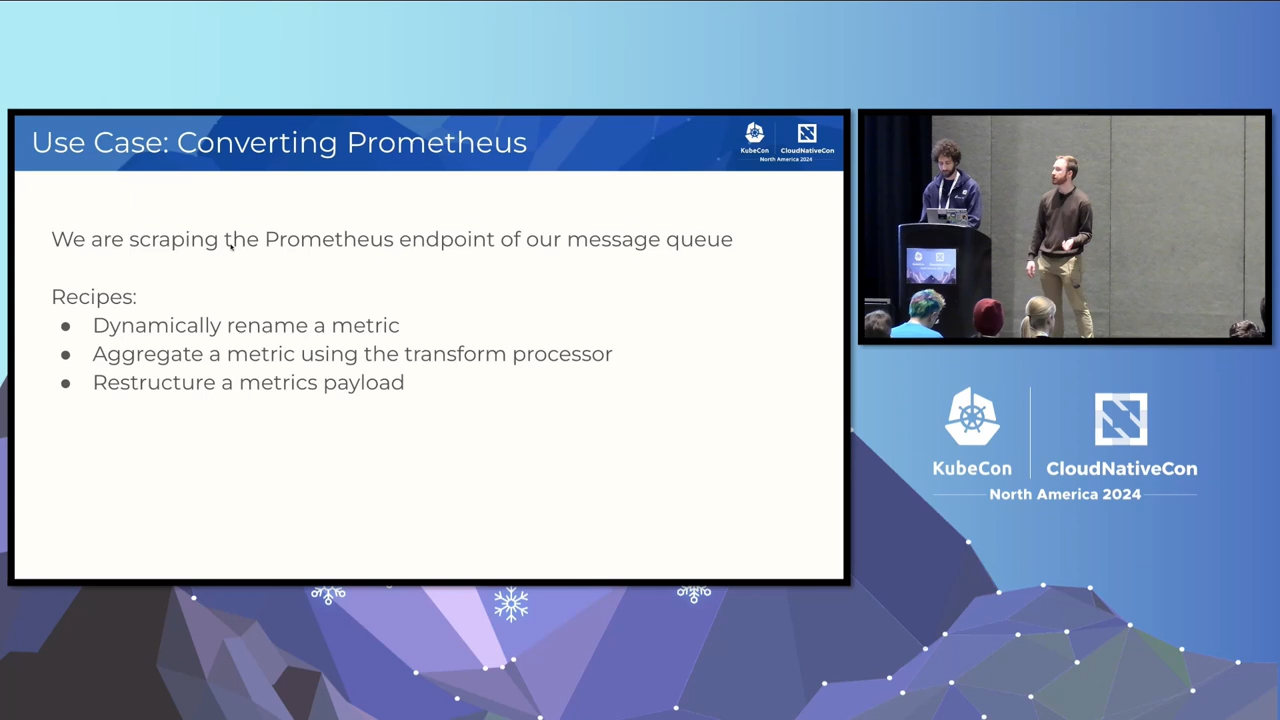 Use Case: Converting Prometheus
KubeCon
CloudNativeCon
North America 2024
We are scraping the Prometheus endpoint of our message queue
Recipes:
● Dynamically rename a metric
● Aggregate a metric using the transform processor
● Restructure a metrics payload
KubeCon
CloudNativeCon
North America 2024